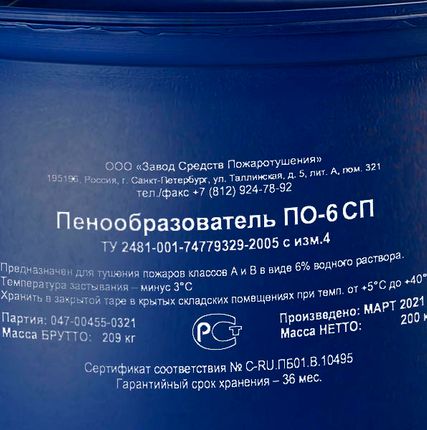 ООО «Завод Средств Пожаротушения»
195196, Россия, г. Санкт-Петербург, ул. Таллинская, д. 5, лит. А, пом. 321
тел./факс +7 (812) 924-78-92
Пенообразователь ПО-6 СП
ТУ 2481-001-74779329-2005 с изм.4
Предназначен для тушения пожаров классов А и В в виде 6% водного раствора.
Температура застывания – минус 3°С
Хранить в закрытой таре в крытых складских помещениях при темп. от +5°С до +40°
Партия: 047-00455-0321
Произведено: МАРТ 2021
Масса БРУТТО: 209 кг
Масса НЕТТО: 200 к
РСТ
Сертификат соответствия № C-RU.ПБ01.В.10495
Гарантийный срок хранения – 36 мес.